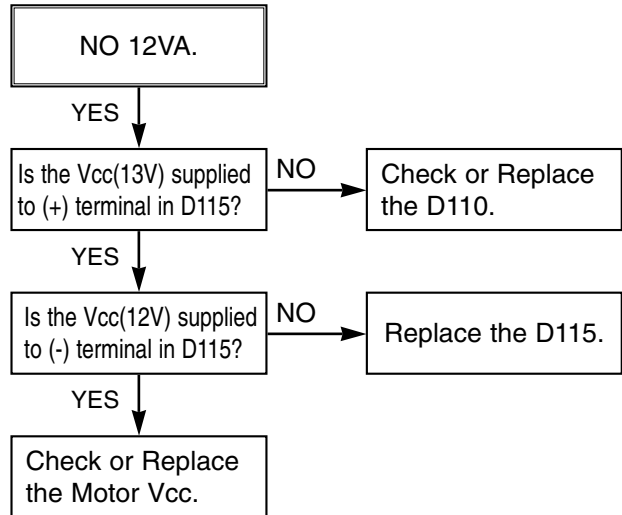 NO 12VA.
YES
Is the Vcc(13V) supplied
to (+) terminal in D115?
NO
Check or Replace
the D110.
YES
Is the Vcc(12V) supplied
to (-) terminal in D115?
NO
Replace the D115.
YES
Check or Replace
the Motor Vcc.